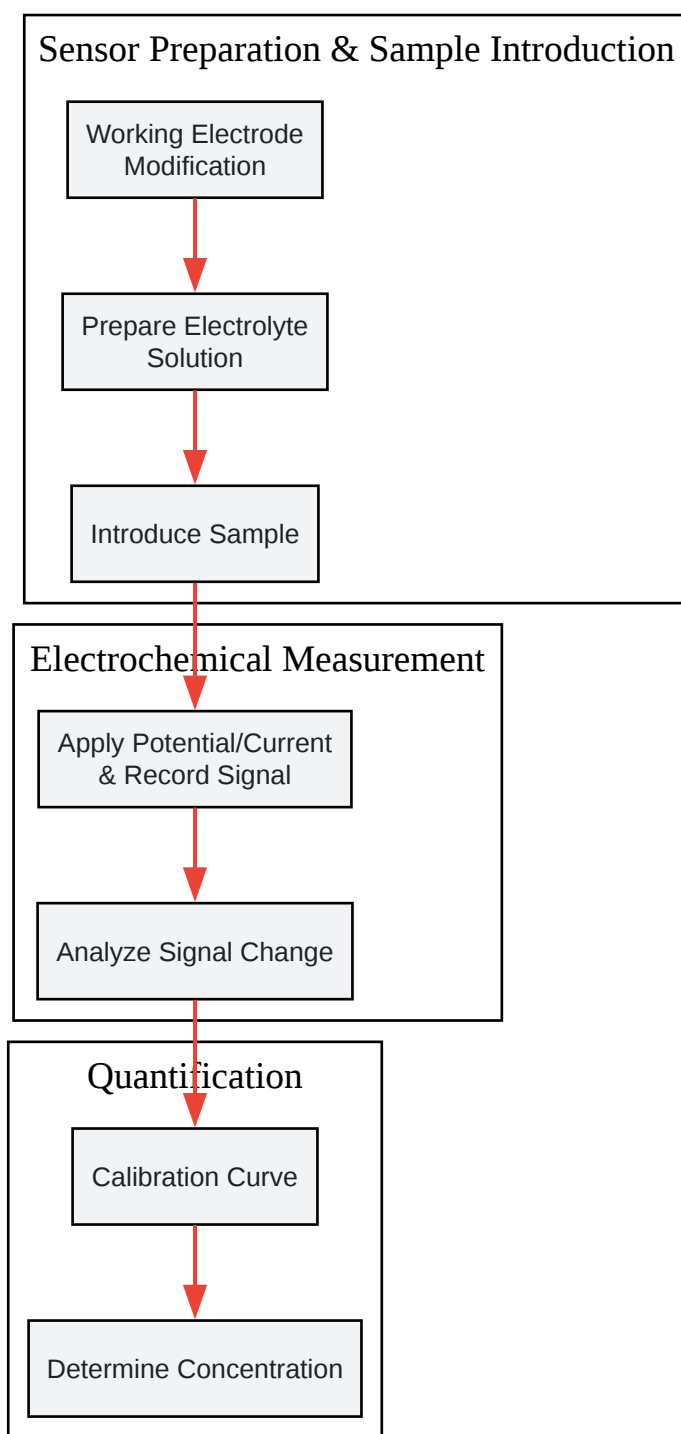 Sensor Preparation & Sample Introduction
Working Electrode
Modification
Prepare Electrolyte
Solution
Introduce Sample
Electrochemical Measurement
Apply Potential/Current
& Record Signal
Analyze Signal Change
Quantification
Calibration Curve
Determine Concentration